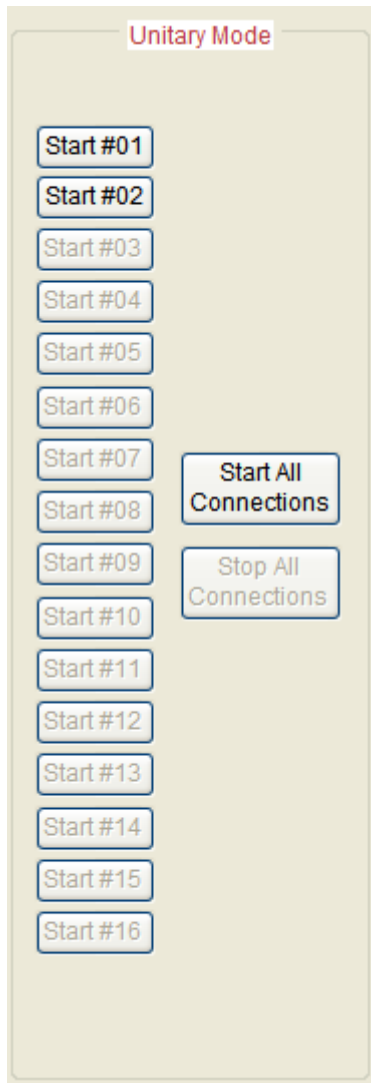 Unitary Mode
Start #01
Start #02
Start #03
Start #04
Start #05
Start #06
Start #07
Start #08
Start #09
Start #10
Start #11
Start #12
Start #13
Start #14
Start #15
Start #16
Start All
Connections
Stop All
Connections